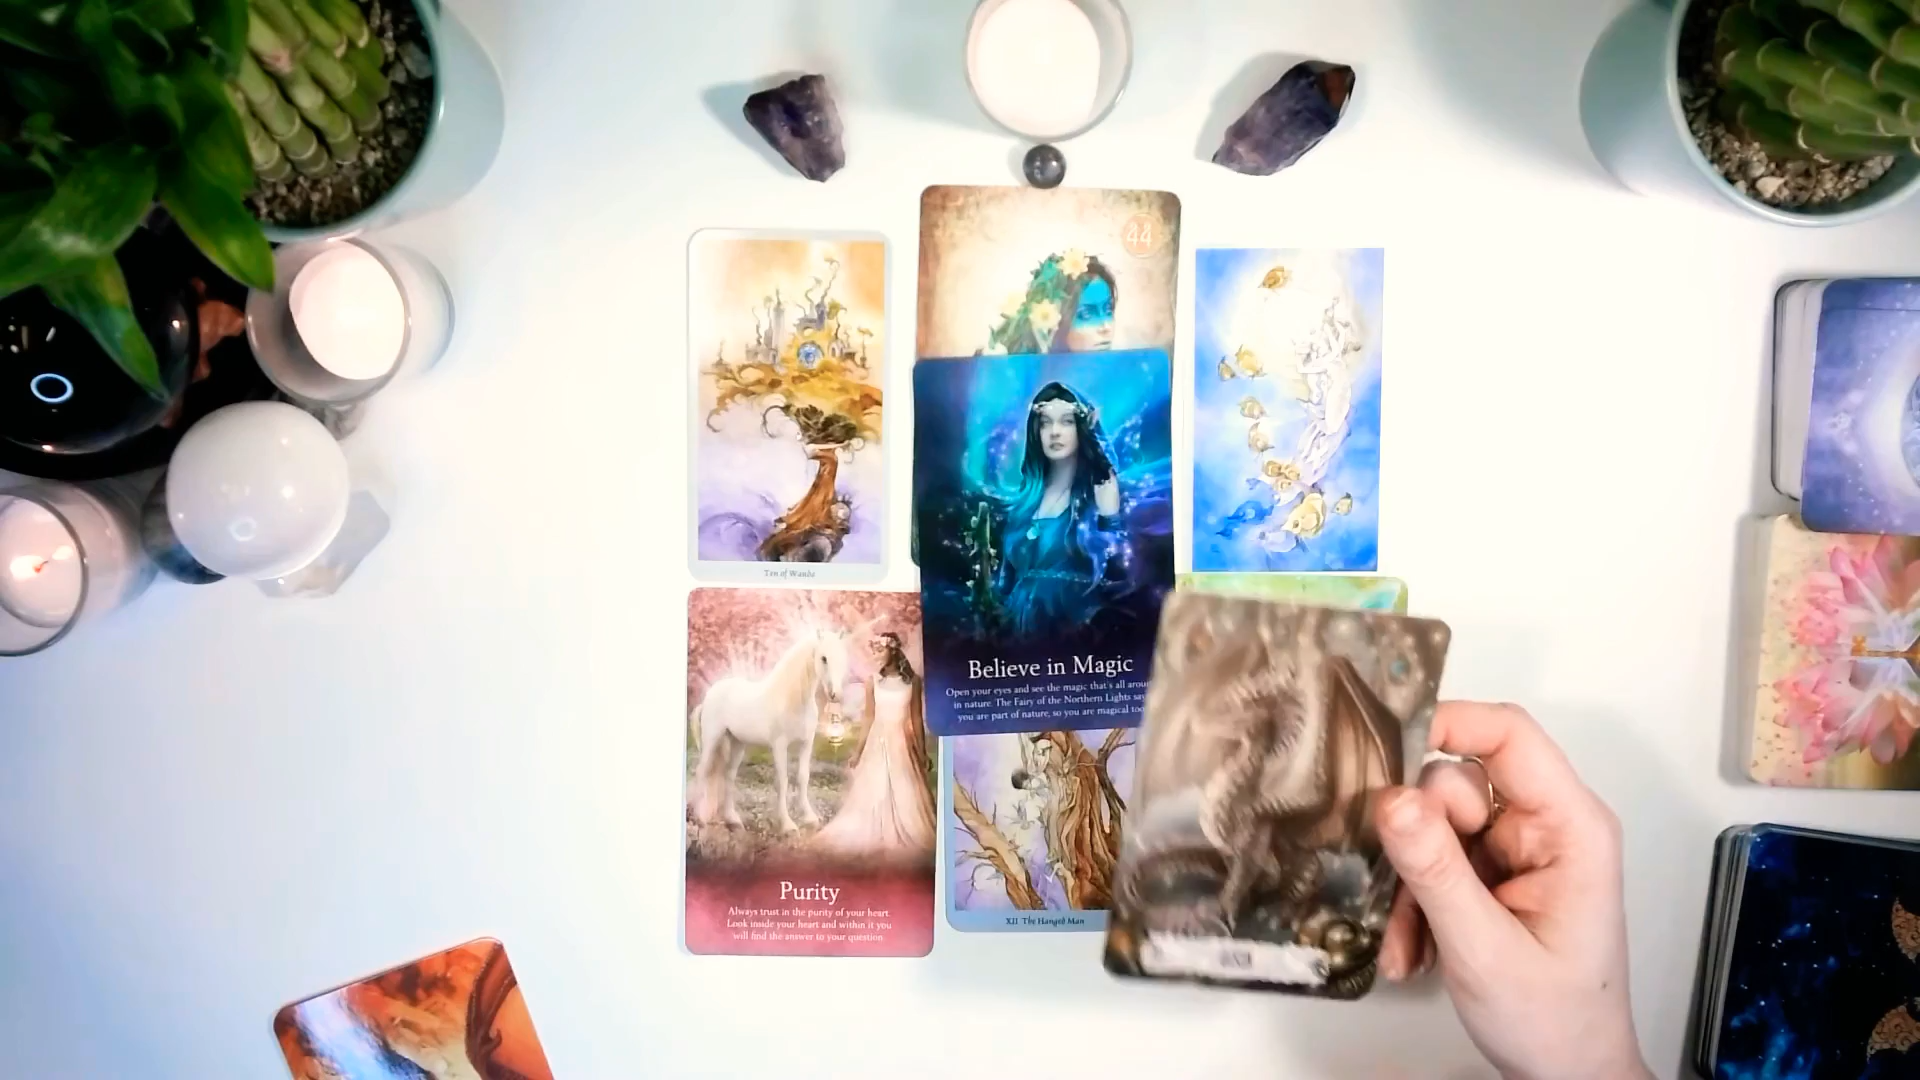 44
Ten of Wands
Believe in Magic
Open your eyes and see the magic that's all
in nature. The Fairy of the Northern Lights
you are part of nature, so you are magical too
Purity
Always trust in the purity of your heart.
Look inside your heart and within it you
will find the answer to your question
XII The Hanged Man